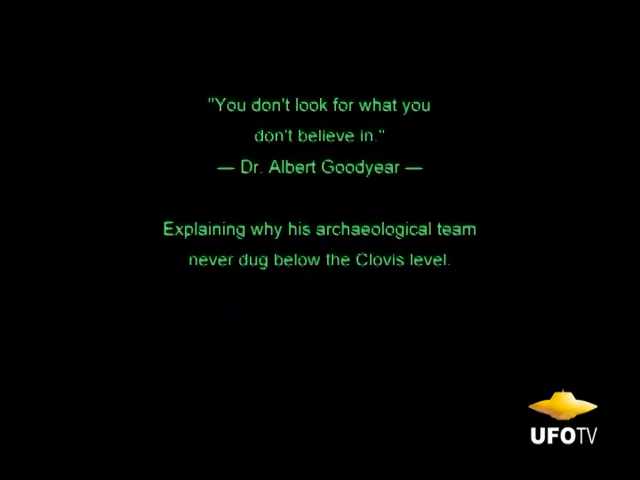 "You don't look for what you
don't believe in."
— Dr. Albert Goodyear —
Explaining why his archaeological team
never dug below the Clovis level.
UFOTV